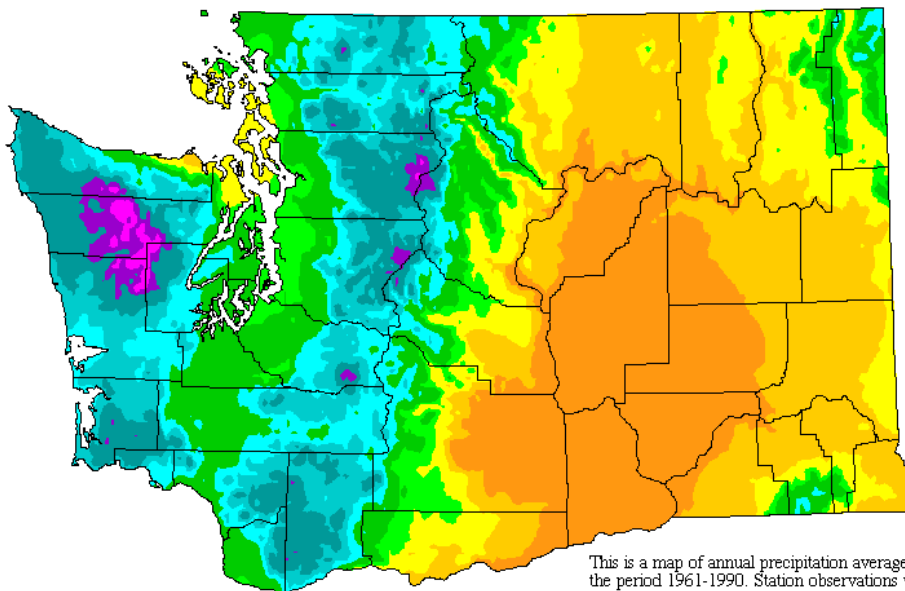 This is a map of annual precipitation average
the period 1961-1990. Station observations